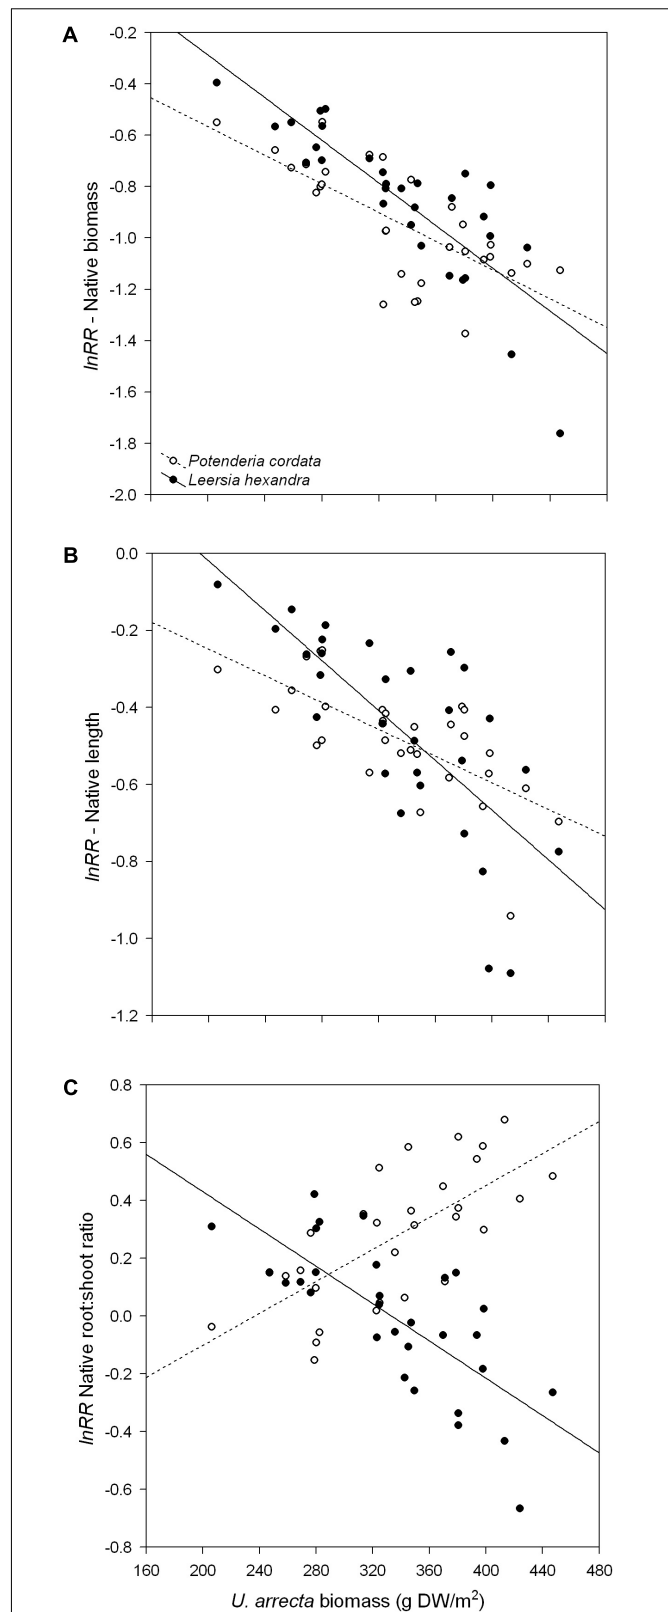 A
-0.2
-0.4
-0.6
-0.8
-1.0
-1.2
-1.4
-1.6
-1.8
-2.0
lnRR - Native biomass
Potenderia cordata
Leersia hexandra
B
0.0
-0.2
-0.4
-0.6
-0.8
-1.0
-1.2
lnRR - Native length
C
0.8
0.6
0.4
0.2
0.0
-0.2
-0.4
-0.6
-0.8
lnRR Native root:shoot ratio
160 200 240 280 320 360 400 440 480
U. arrecta biomass (g DW/m²)